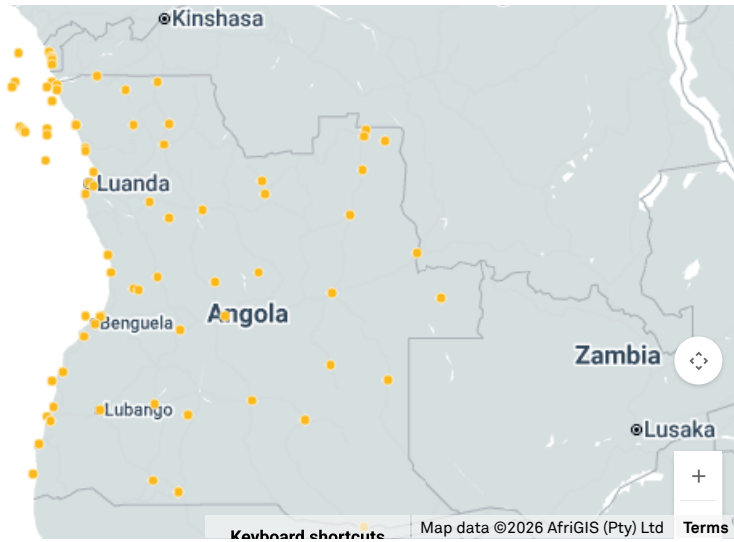 Kinshasa
Luanda
Angola
Benguela
Zambia
Lubango
Lusaka
+
Keyboard shortcuts
Map data ©2026 AfriGIS (Pty) Ltd
Terms